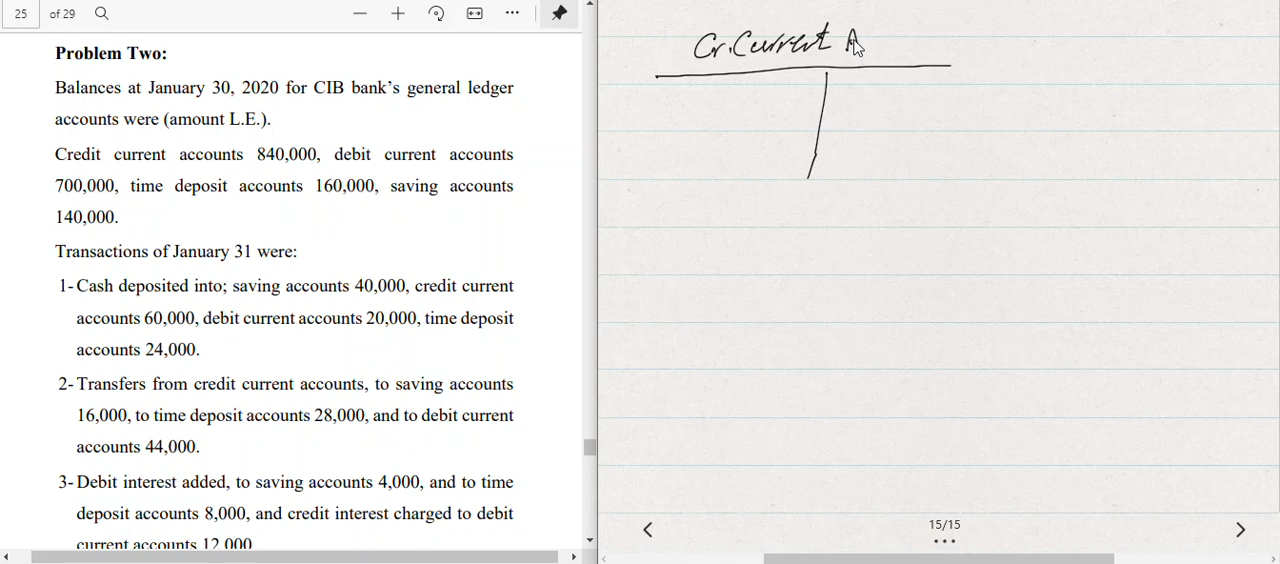 25 of 29
Problem Two:
Balances at January 30, 2020 for CIB bank's general ledger
accounts were (amount L.E.).
Credit current accounts 840,000, debit current accounts
700,000, time deposit accounts 160,000, saving accounts
140,000.
Transactions of January 31 were:
1- Cash deposited into; saving accounts 40,000, credit current
accounts 60,000, debit current accounts 20,000, time deposit
accounts 24,000.
2- Transfers from credit current accounts, to saving accounts
16,000, to time deposit accounts 28,000, and to debit current
accounts 44,000.
3- Debit interest added, to saving accounts 4,000, and to time
deposit accounts 8,000, and credit interest charged to debit
current accounts 12,000
Cr. Current A
15/15